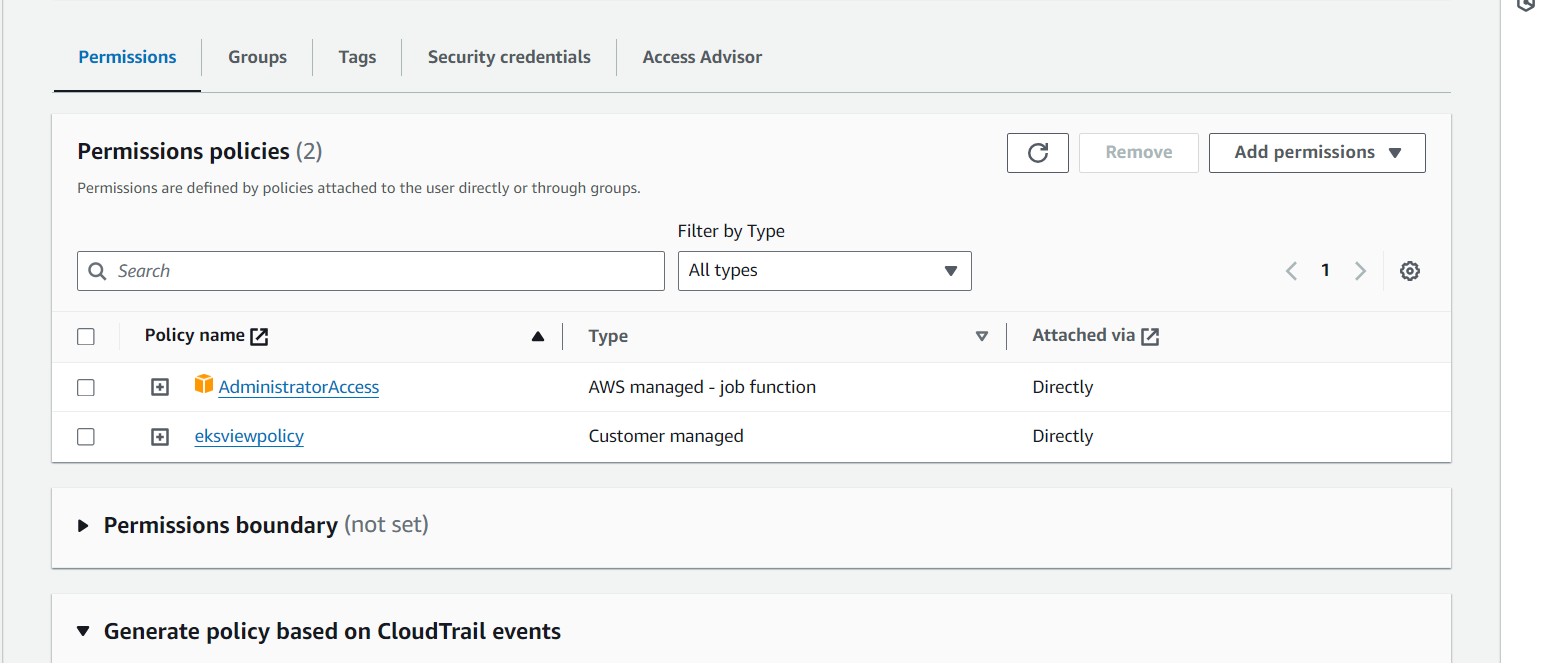 Permissions
Groups
Tags
Security credentials
Access Advisor
Permissions policies (2)
Remove
Add permissions
Permissions are defined by policies attached to the user directly or through groups.
Filter by Type
Search
All types
1
Policy name
Type
Attached via
AdministratorAccess
AWS managed - job function
Directly
eksviewpolicy
Customer managed
Directly
Permissions boundary (not set)
Generate policy based on CloudTrail events